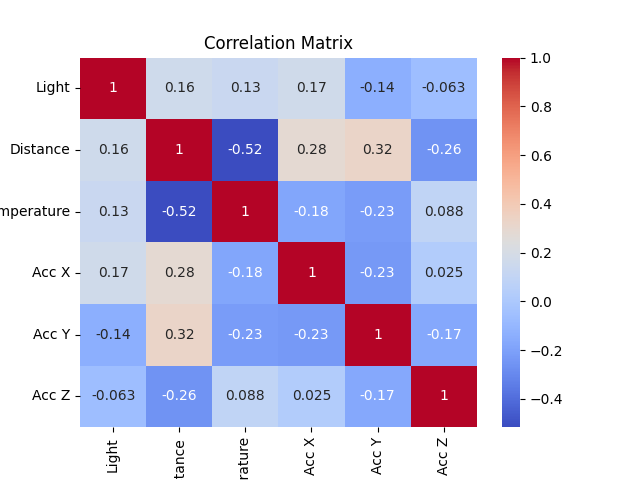 Correlation Matrix
Light 1 0.16 0.13 0.17 -0.14 -0.063
Distance 0.16 1 -0.52 0.28 0.32 -0.26
mperature 0.13 -0.52 1 -0.18 -0.23 0.088
Acc X 0.17 0.28 -0.18 1 -0.23 0.025
Acc Y -0.14 0.32 -0.23 -0.23 1 -0.17
Acc Z -0.063 -0.26 0.088 0.025 -0.17 1
Light tance rature Acc X Acc Y Acc Z
1.0
0.8
0.6
0.4
0.2
0.0
−0.2
−0.4